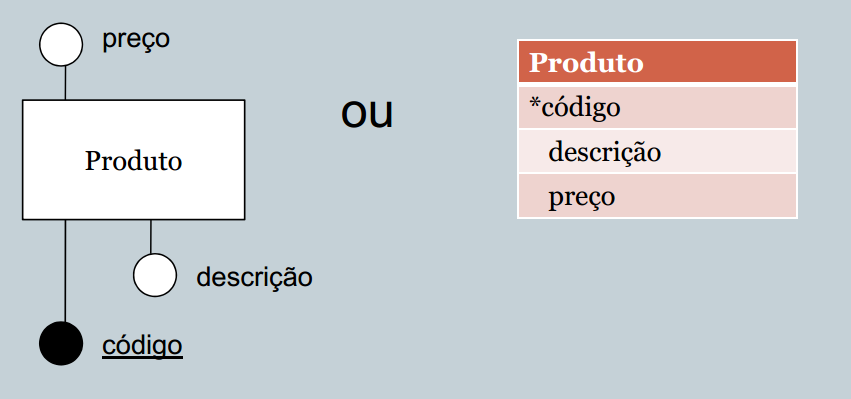 preço
Produto
descrição
código
ou
Produto
*código
descrição
preço